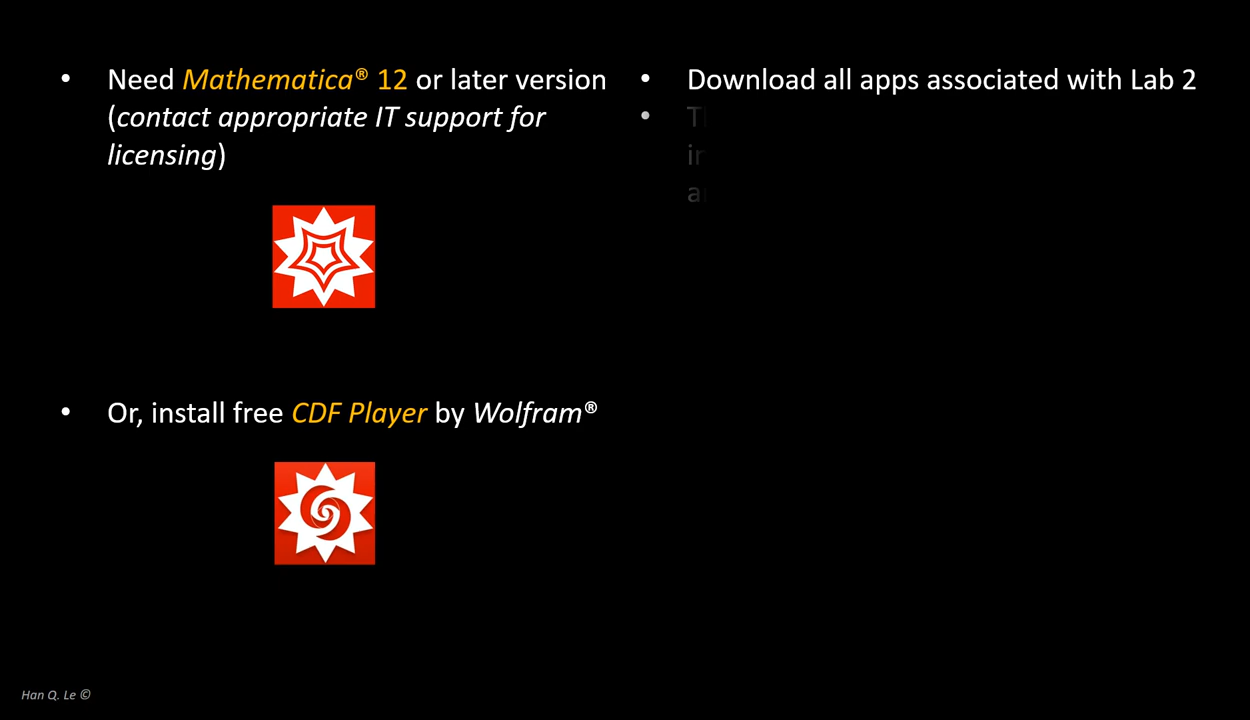 • Need Mathematica® 12 or later version
(contact appropriate IT support for
licensing)
• Or, install free CDF Player by Wolfram®
• Download all apps associated with Lab 2
•
Han Q. Le ©